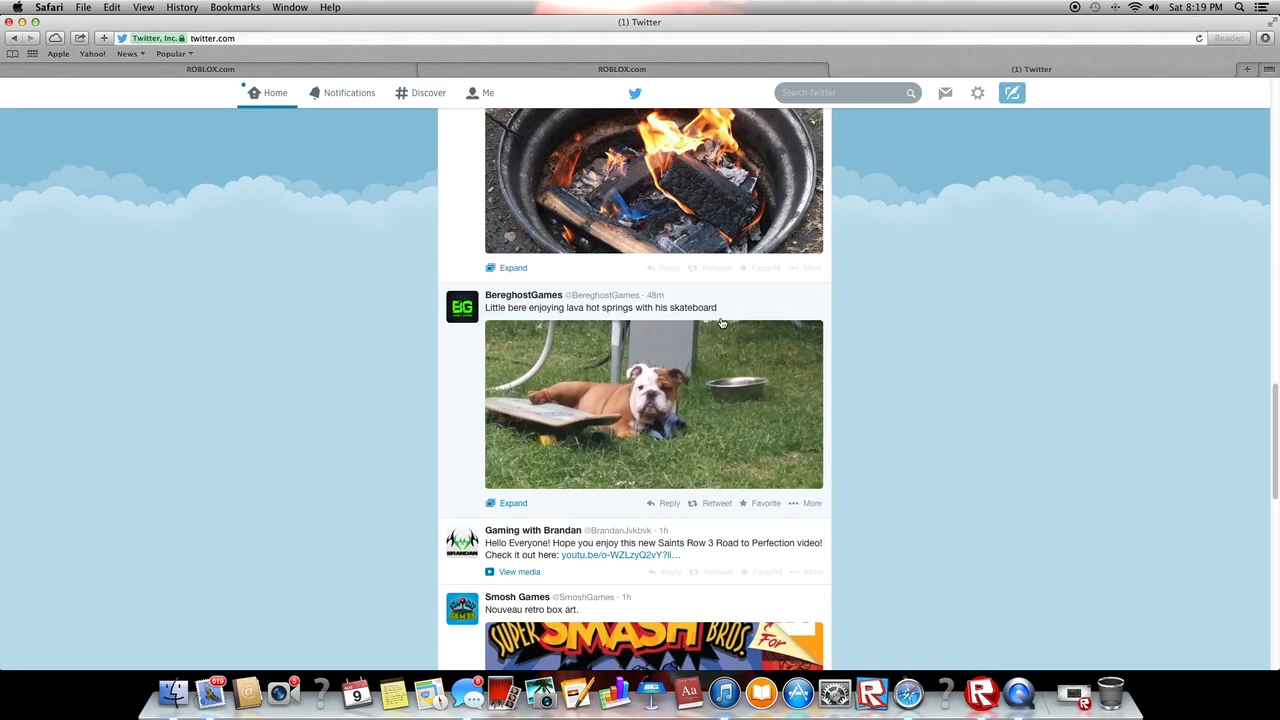 Safari File Edit View History Bookmarks Window Help Sat 8:19 PM
(1) Twitter
Twitter, Inc. twitter.com Reader
Apple Yahoo! News Popular
ROBLOX.com ROBLOX.com (1) Twitter
Home Notifications Discover Me Search Twitter
Expand Reply Retweet Favorite More
BereghostGames @BereghostGames · 48m
Little bere enjoying lava hot springs with his skateboard
Expand Reply Retweet Favorite More
Gaming with Brandan @BrandanJvkbvk · 1h
Hello Everyone! Hope you enjoy this new Saints Row 3 Road to Perfection video!
Check it out here: youtu.be/o-WZLzyQ2vY?li...
View media Reply Retweet Favorite More
Smosh Games @SmoshGames · 1h
Nouveau retro box art.
SUPER SMASH BROS.
FOR